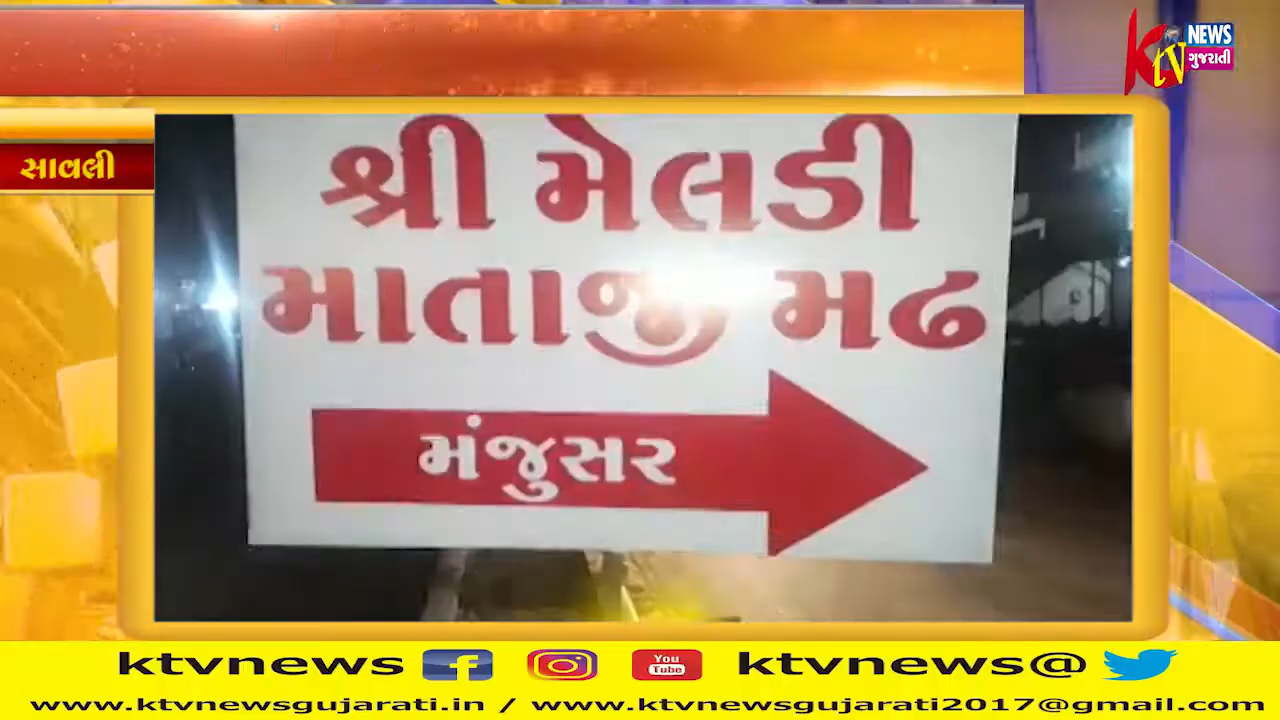 KTV NEWS
ગુજરાતી
સાવલી
શ્રી મેલડી
માતાજી મઢ
મંજુસર
ktvnews f You Tube ktvnews@
www.ktvnewsgujarati.in / www.ktvnewsgujarati2017@gmail.com